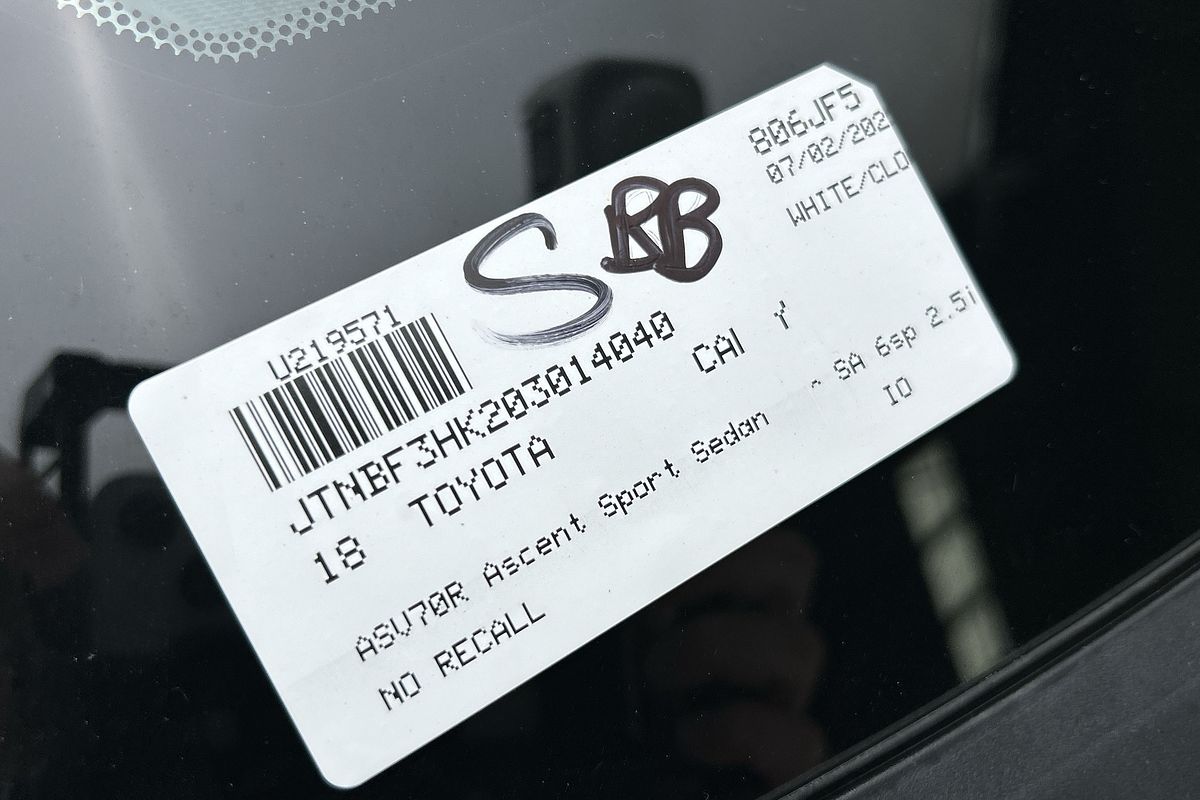 806JF5
07/02/202
WHITE/CLO
S BB
U219571
JTNBF3HK203014040
18 TOYOTA CAI Y
ASV70R Ascent Sport Sedan SA 6sp 2.5i
NO RECALL IO